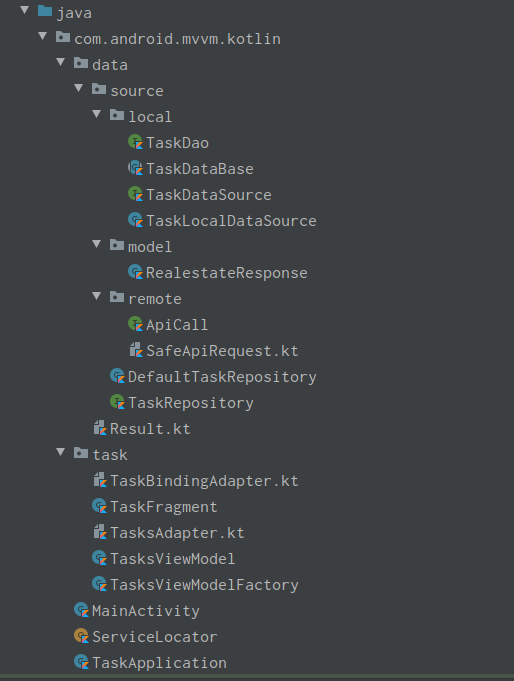 java
com.android.mvvm.kotlin
data
source
local
TaskDao
TaskDataBase
TaskDataSource
TaskLocalDataSource
model
RealestateResponse
remote
ApiCall
SafeApiRequest.kt
DefaultTaskRepository
TaskRepository
Result.kt
task
TaskBindingAdapter.kt
TaskFragment
TasksAdapter.kt
TasksViewModel
TasksViewModelFactory
MainActivity
ServiceLocator
TaskApplication